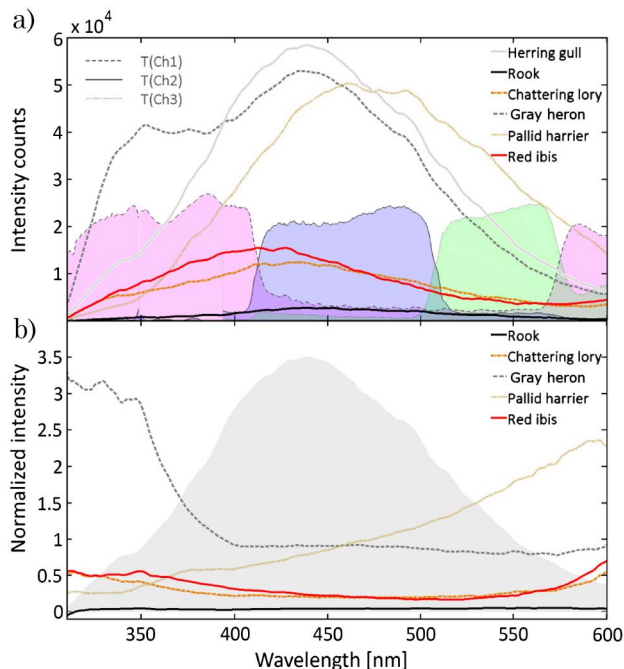 a)
x 10⁴
6
5
4
3
2
1
Intensity counts
T(Ch1)
T(Ch2)
T(Ch3)
Herring gull
Rook
Chattering lory
Gray heron
Pallid harrier
Red ibis
b)
3.5
3
2.5
2
1.5
1
0.5
0
Normalized intensity
Rook
Chattering lory
Gray heron
Pallid harrier
Red ibis
350 400 450 500 550 600
Wavelength [nm]